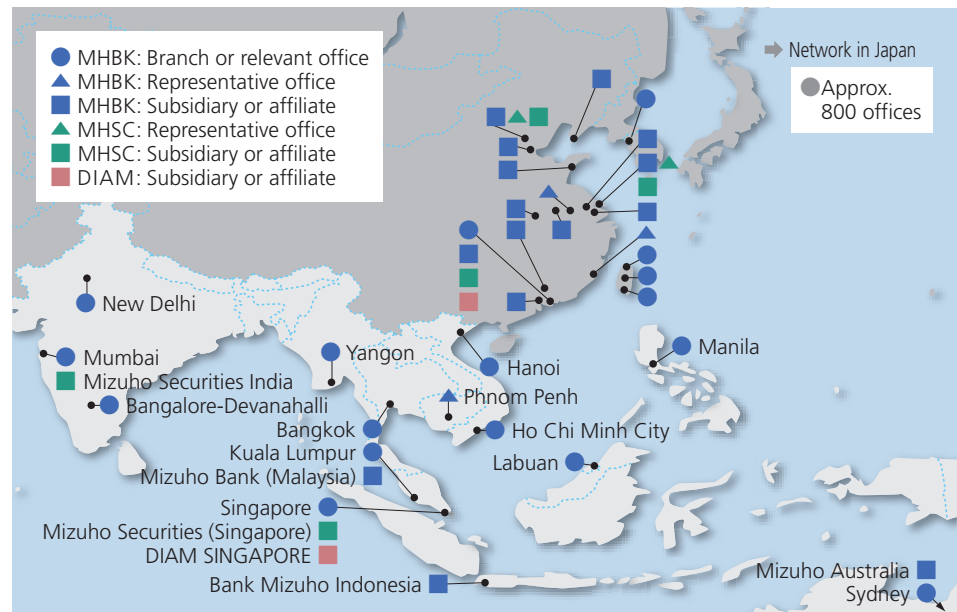 MHBK: Branch or relevant office
MHBK: Representative office
MHBK: Subsidiary or affiliate
MHSC: Representative office
MHSC: Subsidiary or affiliate
DIAM: Subsidiary or affiliate
Network in Japan
Approx.
800 offices
New Delhi
Mumbai
Mizuho Securities India
Bangalore-Devanahalli
Yangon
Hanoi
Manila
Phnom Penh
Bangkok
Ho Chi Minh City
Kuala Lumpur
Mizuho Bank (Malaysia)
Labuan
Singapore
Mizuho Securities (Singapore)
DIAM SINGAPORE
Bank Mizuho Indonesia
Mizuho Australia
Sydney